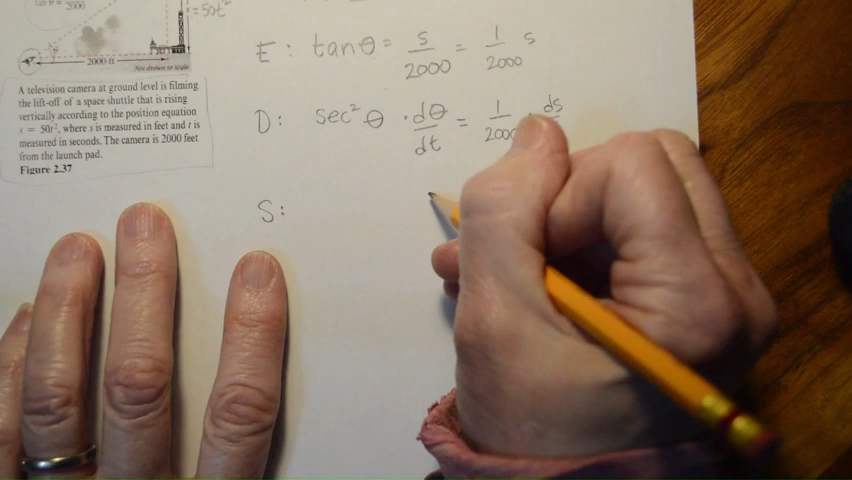 2000
s = 50t²
2000 ft
Not drawn to scale
A television camera at ground level is filming
the lift-off of a space shuttle that is rising
vertically according to the position equation
s = 50t², where s is measured in feet and t is
measured in seconds. The camera is 2000 feet
from the launch pad.
Figure 2.37
E: tanθ = s/2000 = 1/2000 s
D: sec² θ · dθ/dt = 1/2000 · ds
S: